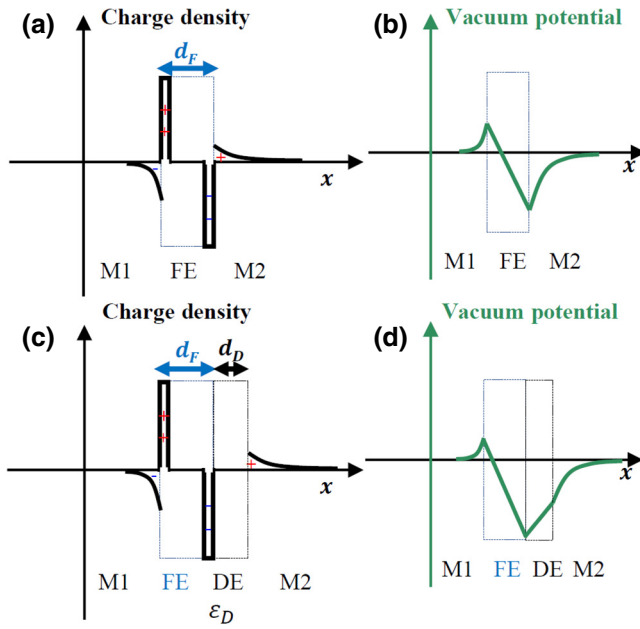 (a)
Charge density
d_F
+
+
-
-
-
+
x
M1 FE M2
(b)
Vacuum potential
x
M1 FE M2
(c)
Charge density
d_F
d_D
+
+
-
-
-
+
x
M1 FE DE M2
ε_D
(d)
Vacuum potential
x
M1 FE DE M2